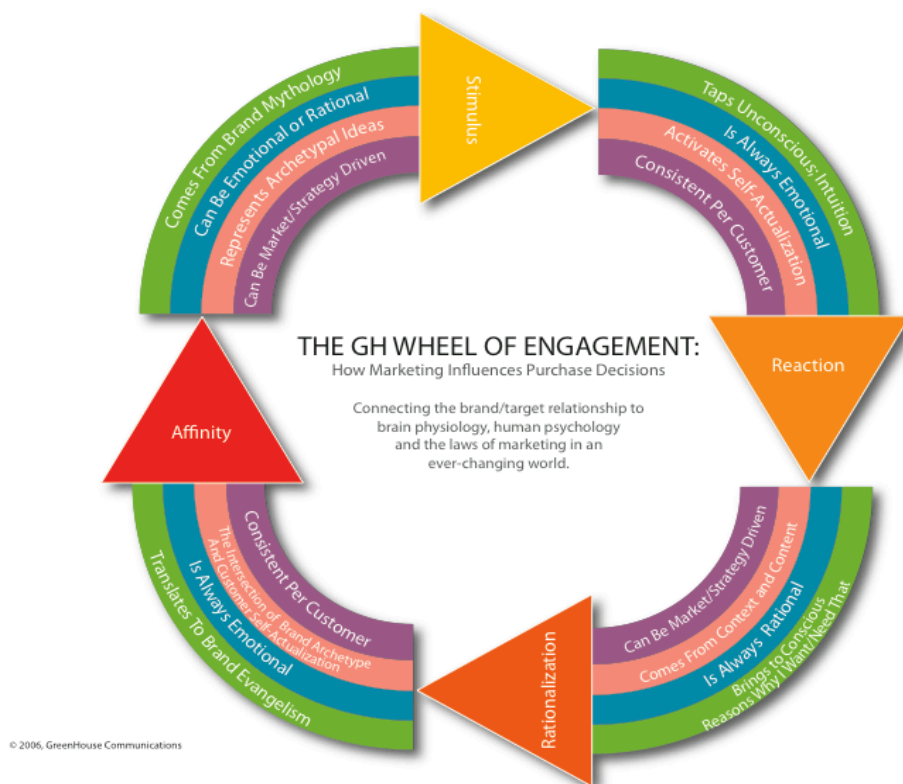 Stimulus
Comes From Brand Mythology
Can Be Emotional or Rational
Represents Archetypal Ideas
Can Be Market/Strategy Driven
Taps Unconscious; Intuition
Is Always Emotional
Activates Self-Actualization
Consistent Per Customer
THE GH WHEEL OF ENGAGEMENT:
How Marketing Influences Purchase Decisions
Connecting the brand/target relationship to
brain physiology, human psychology
and the laws of marketing in an
ever-changing world.
Reaction
Affinity
Can Be Market/Strategy Driven
Comes From Context and Content
Is Always Rational
Brings to Conscious
Reasons Why I Want/Need That
Rationalization
Consistent Per Customer
The Intersection of Brand Archetype
And Customer Self-Actualization
Is Always Emotional
Translates To Brand Evangelism
© 2006, GreenHouse Communications